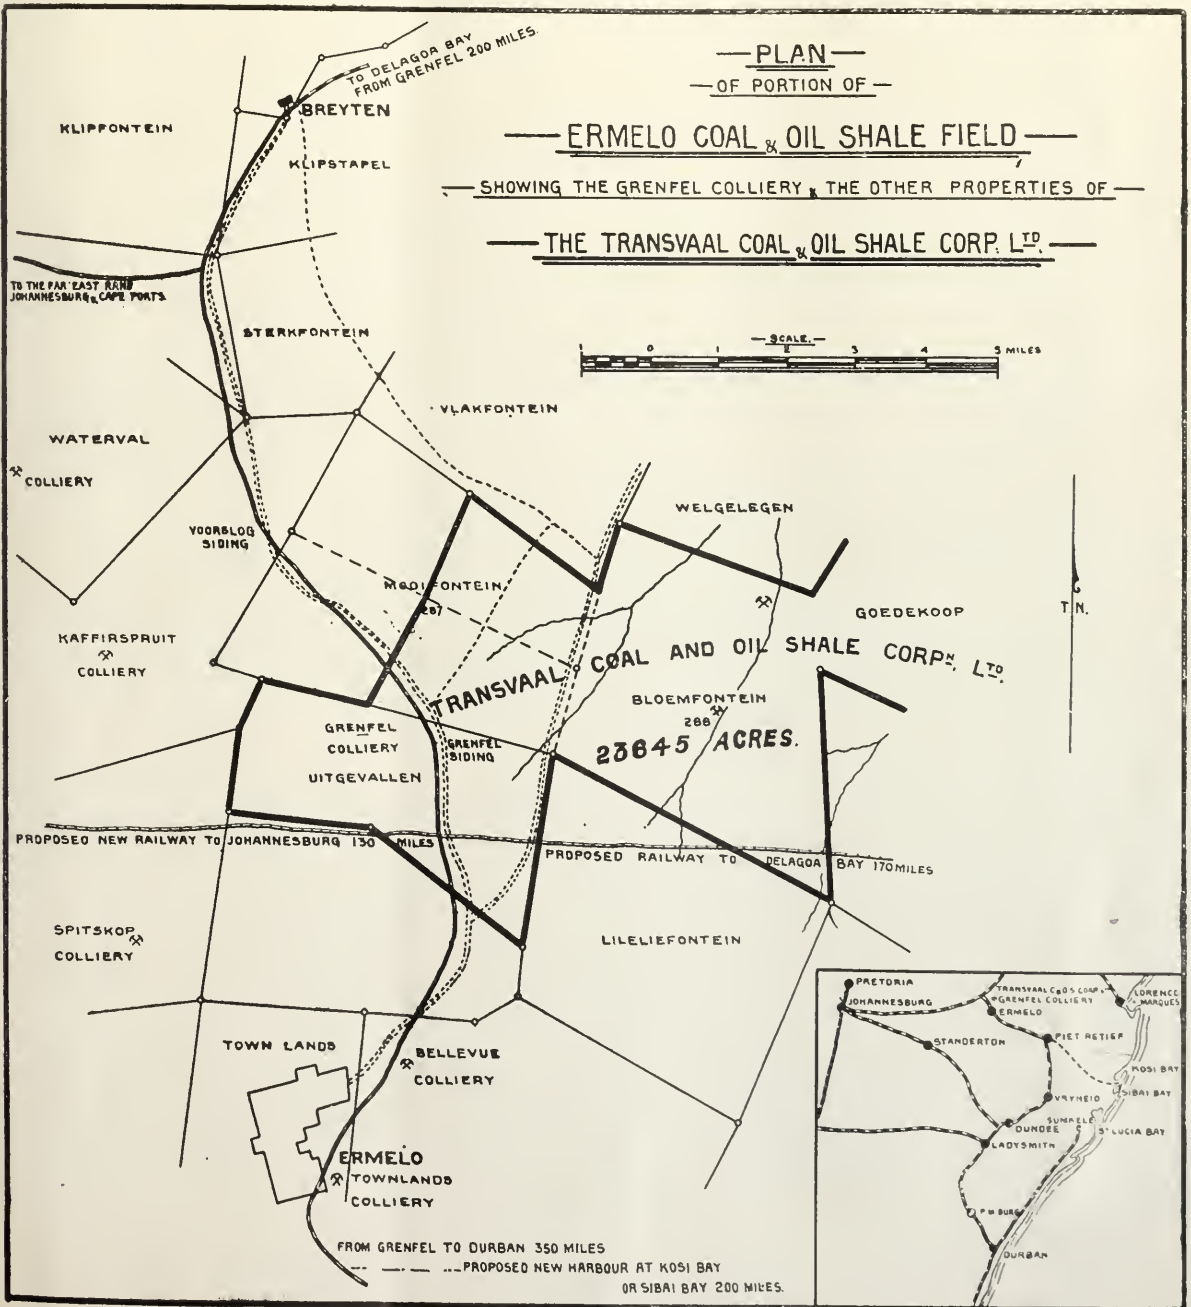 PLAN
OF PORTION OF
ERMELO COAL & OIL SHALE FIELD
SHOWING THE GRENFEL COLLIERY & THE OTHER PROPERTIES OF
THE TRANSVAAL COAL & OIL SHALE CORP. LTD.
TO DELAGOA BAY
FROM GRENFEL 200 MILES.
BREYTEN
KLIPFONTEIN
KLIPSTAPEL
TO THE FAR EAST RAND
JOHANNESBURG & CAPE PORTS
STERKFONTEIN
SCALE.
1 0 1 2 3 4 5 MILES
VLAKFONTEIN
WATERVAL
COLLIERY
WELGELEGEN
VOORSLOG
SIDING
MOOIFONTEIN
287
T.N.
GOEDEKOOP
KAFFIRSPRUIT
COLLIERY
TRANSVAAL COAL AND OIL SHALE CORPN. LTD.
BLOEMFONTEIN
288
23645 ACRES.
GRENFEL
COLLIERY
GRENFEL
SIDING
UITGEVALLEN
PROPOSED NEW RAILWAY TO JOHANNESBURG 130 MILES
PROPOSED RAILWAY TO DELAGOA BAY 170 MILES
SPITSKOP
COLLIERY
LILELIEFONTEIN
TOWN LANDS
BELLEVUE
COLLIERY
ERMELO
TOWNLANDS
COLLIERY
FROM GRENFEL TO DURBAN 350 MILES
PROPOSED NEW HARBOUR AT KOSI BAY
OR SIBAI BAY 200 MILES.
PRETORIA
JOHANNESBURG
TRANSVAAL C & O.S. CORPN
GRENFEL COLLIERY
ERMELO
LORENCO
MARQUES
STANDERTON
PIET RETIEF
KOSI BAY
SIBAI BAY
VRYHEID
DUNDEE
ST LUCIA BAY
LADYSMITH
P M BURG
DURBAN